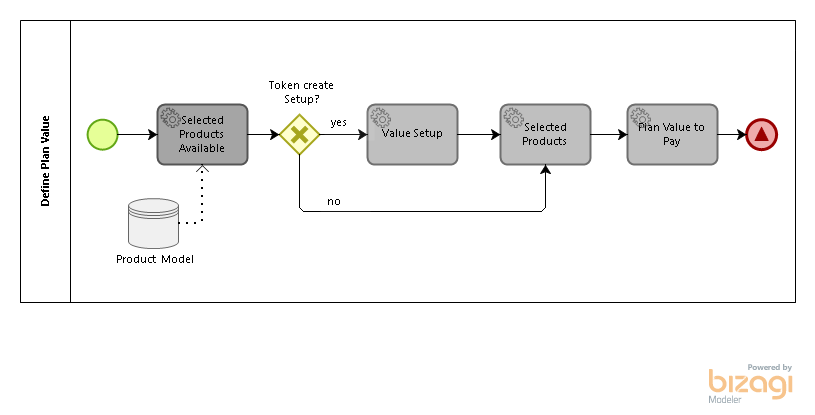 Define Plan Value
Selected
Products
Available
Token create
Setup?
yes
Value Setup
Selected
Products
Plan Value to
Pay
no
Product Model
Powered by
bizagi
Modeler